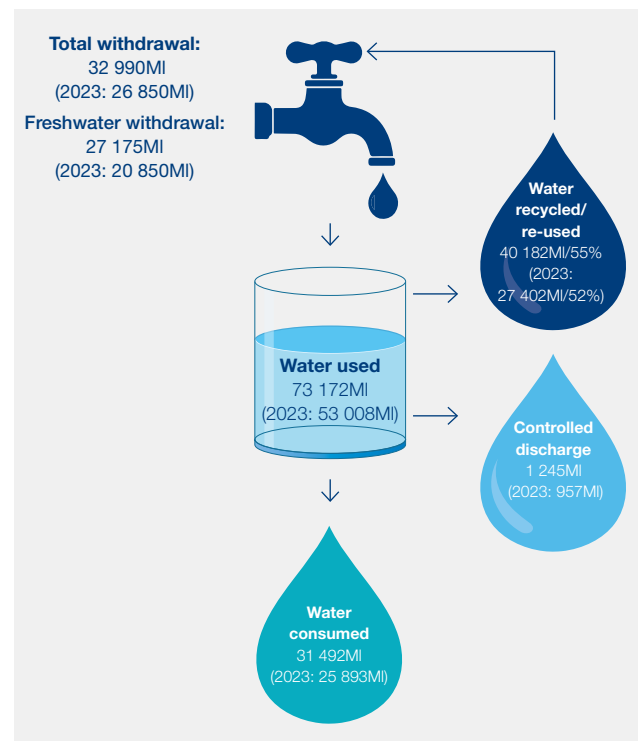 Total withdrawal:
32 990Ml
(2023: 26 850Ml)
Freshwater withdrawal:
27 175Ml
(2023: 20 850Ml)
Water
recycled/
re-used
40 182Ml/55%
(2023:
27 402Ml/52%)
Water used
73 172Ml
(2023: 53 008Ml)
Controlled
discharge
1 245Ml
(2023: 957Ml)
Water
consumed
31 492Ml
(2023: 25 893Ml)